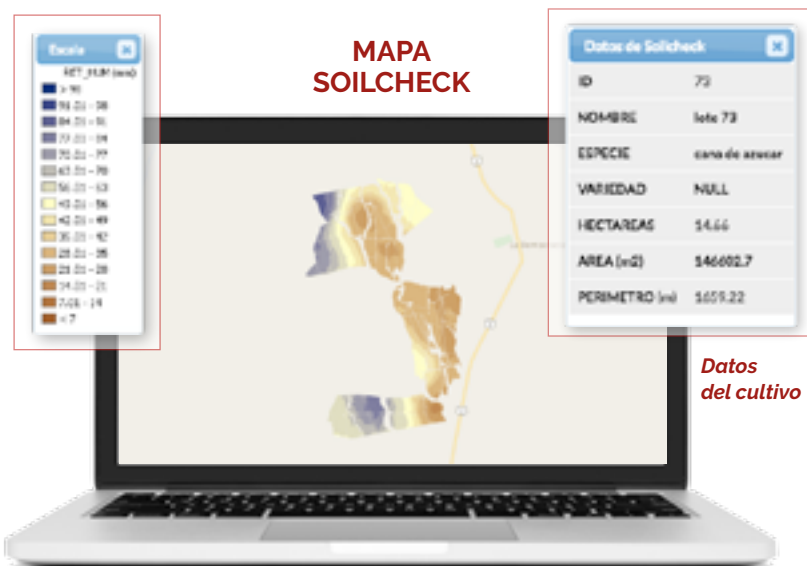 Escala
RET_HUM (mm)
> 98
91.01 - 98
84.01 - 91
77.01 - 84
70.01 - 77
63.01 - 70
56.01 - 63
49.01 - 56
42.01 - 49
35.01 - 42
28.01 - 35
21.01 - 28
14.01 - 21
7.01 - 14
< 7
MAPA
SOILCHECK
Datos de Soilcheck
ID 73
NOMBRE lote 73
ESPECIE cana de azucar
VARIEDAD NULL
HECTAREAS 14.66
AREA (m2) 146602.7
PERIMETRO (m) 1659.22
Datos
del cultivo